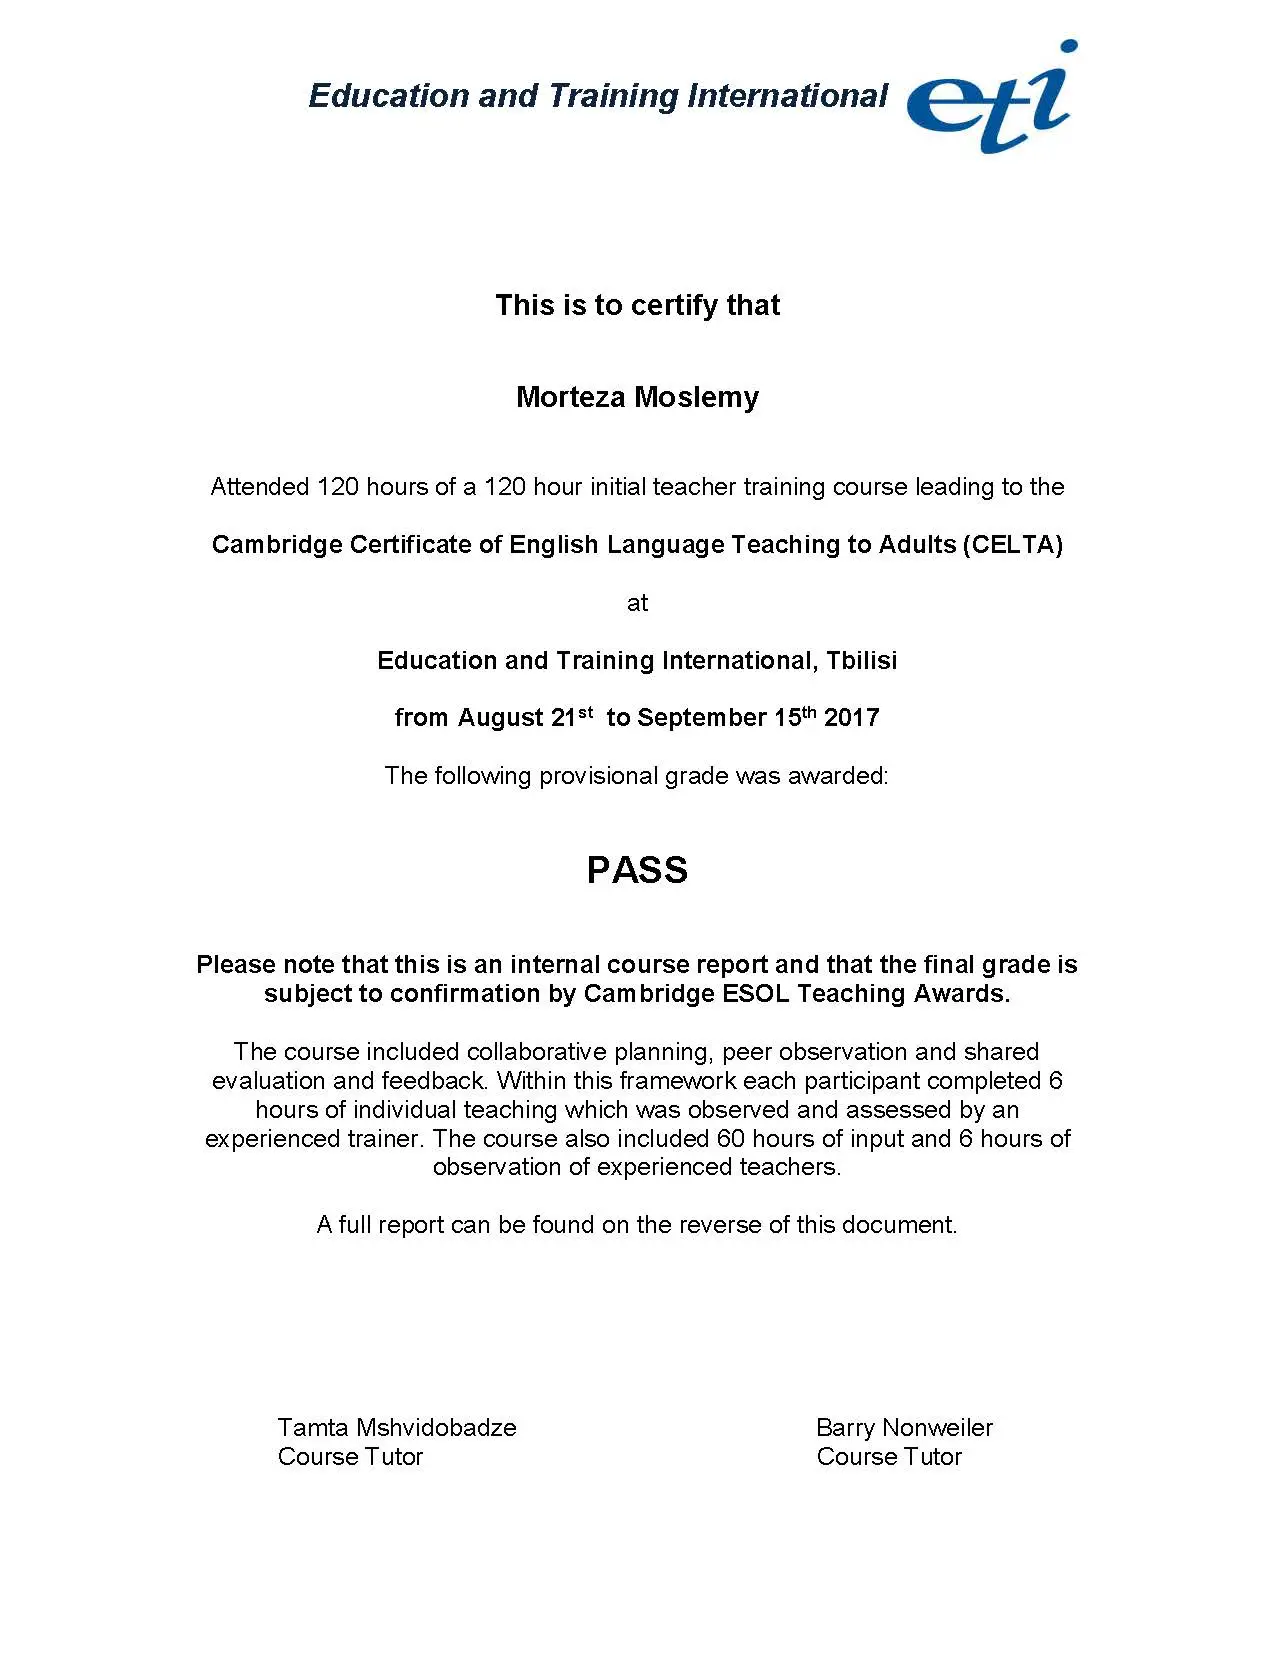 Education and Training International eti
This is to certify that
Morteza Moslemy
Attended 120 hours of a 120 hour initial teacher training course leading to the
Cambridge Certificate of English Language Teaching to Adults (CELTA)
at
Education and Training International, Tbilisi
from August 21st to September 15th 2017
The following provisional grade was awarded:
PASS
Please note that this is an internal course report and that the final grade is
subject to confirmation by Cambridge ESOL Teaching Awards.
The course included collaborative planning, peer observation and shared
evaluation and feedback. Within this framework each participant completed 6
hours of individual teaching which was observed and assessed by an
experienced trainer. The course also included 60 hours of input and 6 hours of
observation of experienced teachers.
A full report can be found on the reverse of this document.
Tamta Mshvidobadze Barry Nonweiler
Course Tutor Course Tutor